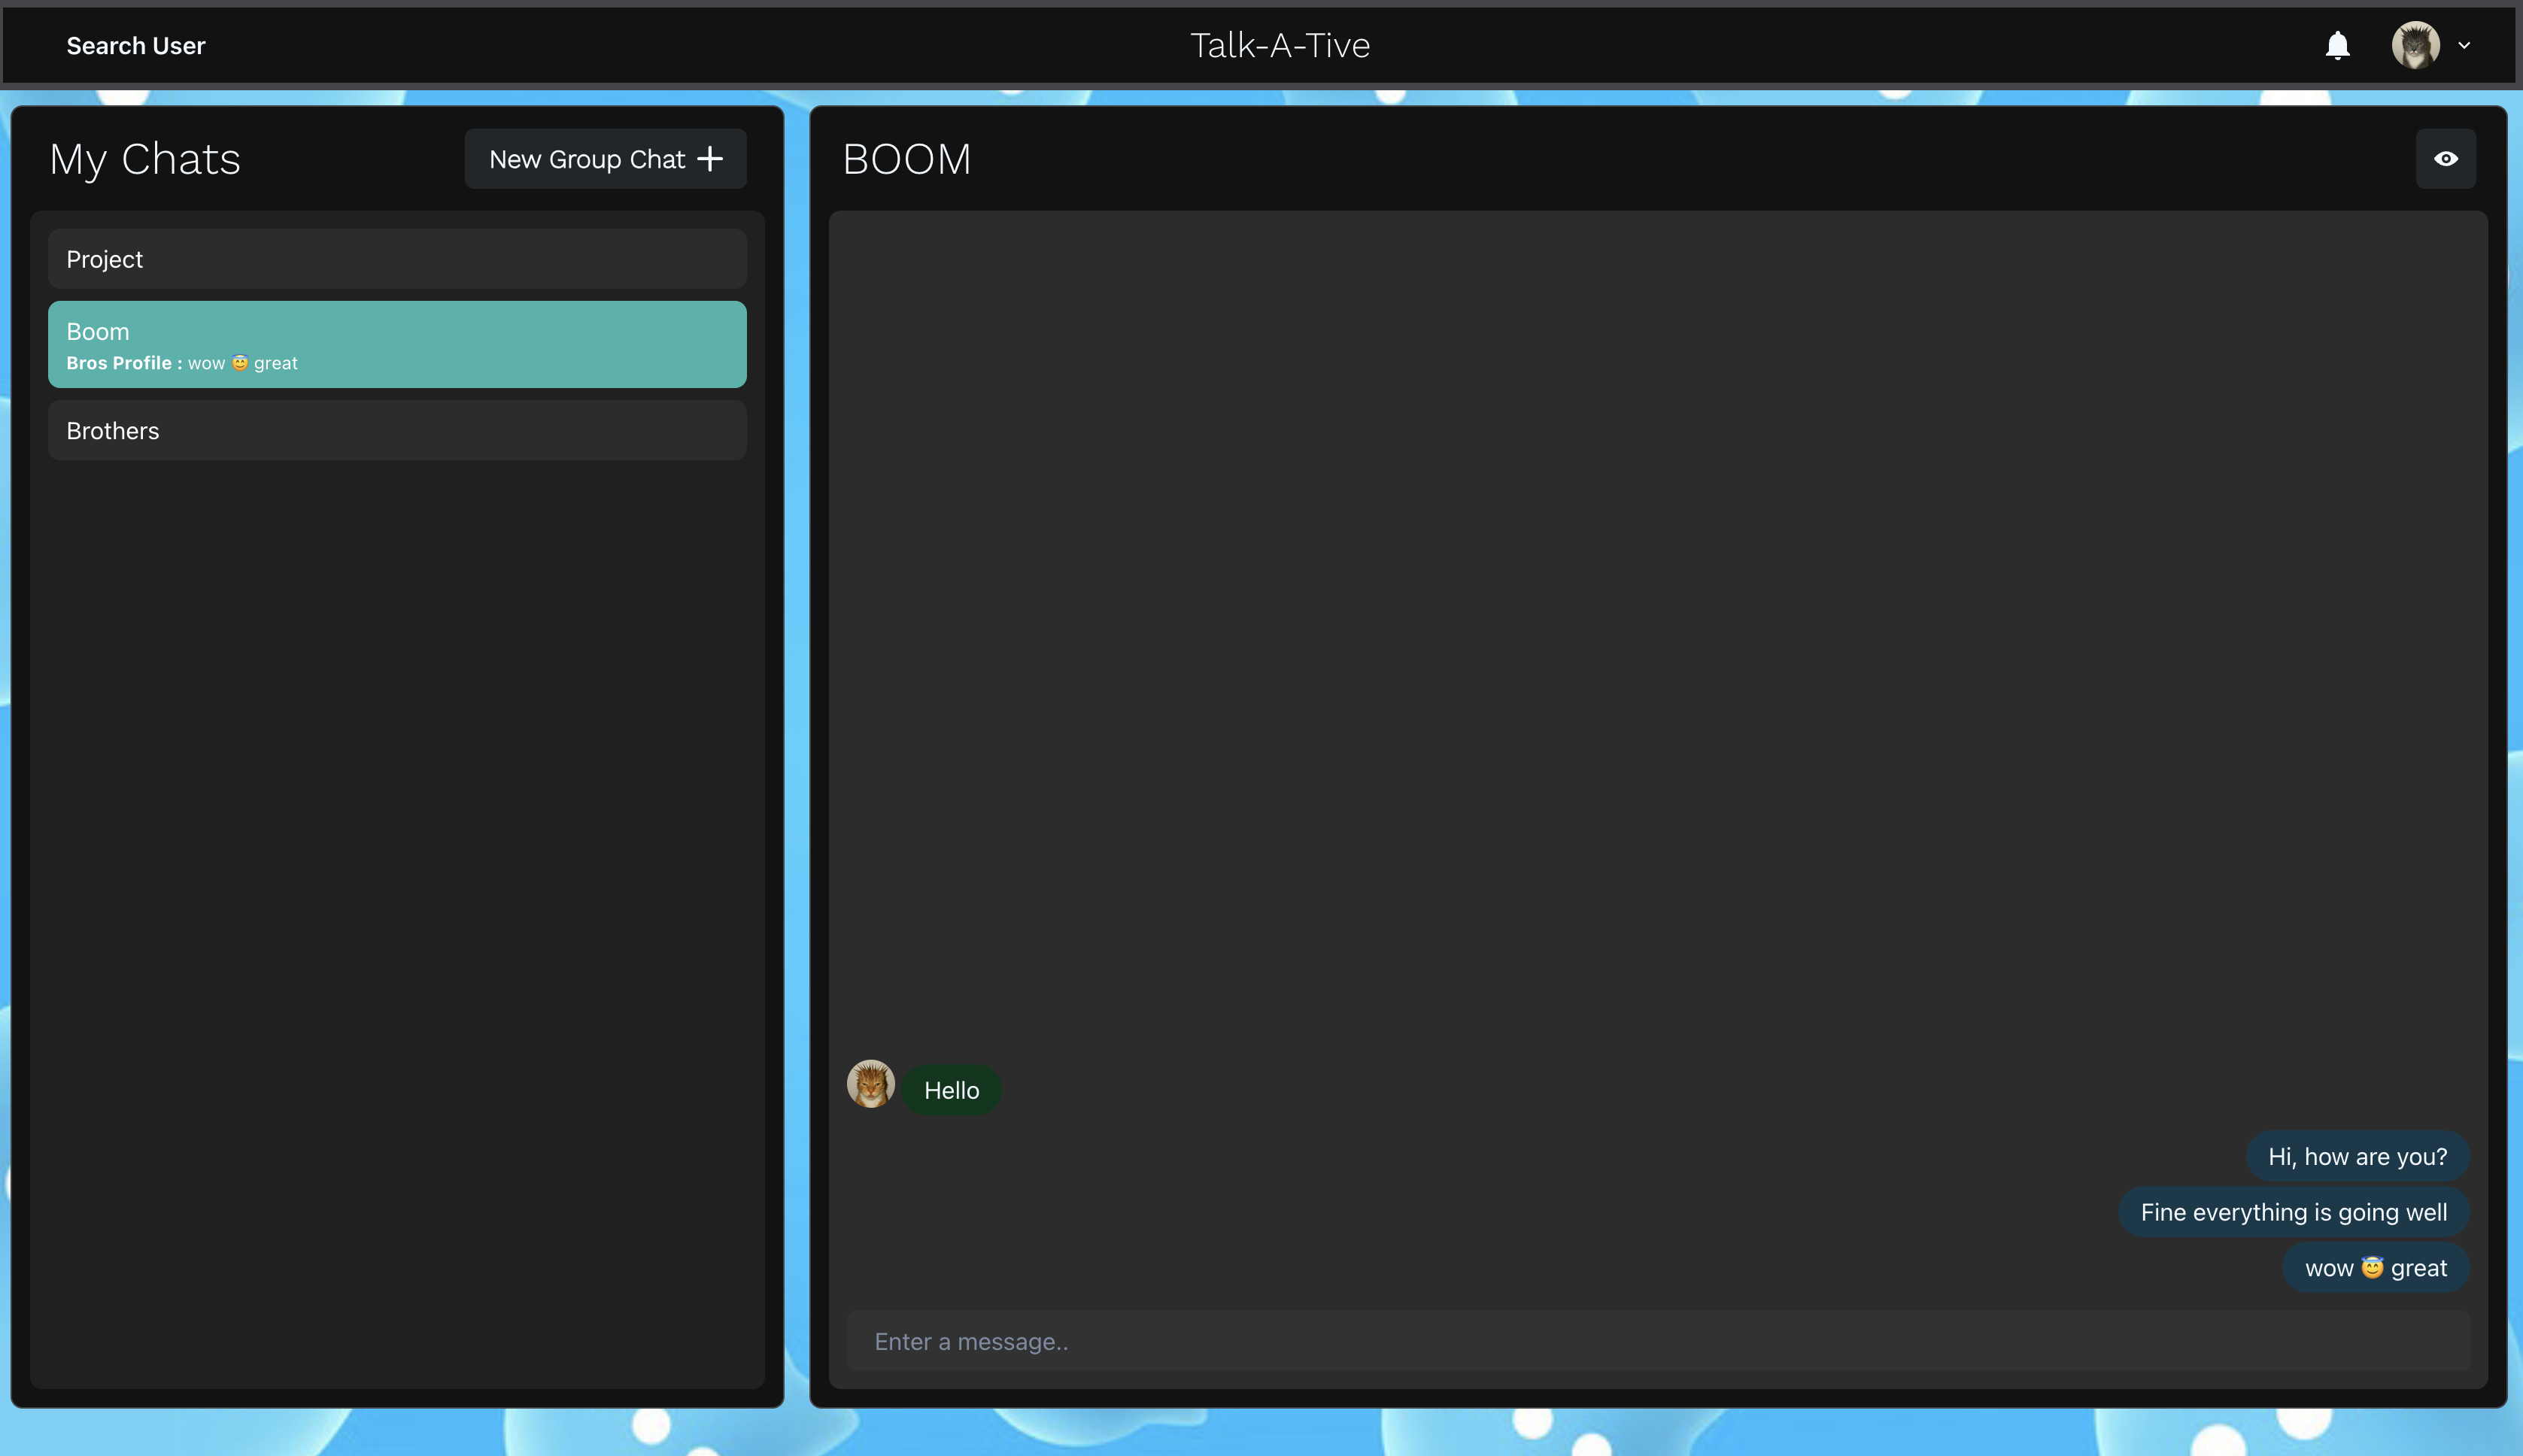 Search User
Talk-A-Tive
My Chats
New Group Chat
Project
Boom
Bros Profile : wow 😇 great
Brothers
BOOM
Hello
Hi, how are you?
Fine everything is going well
wow 😇 great
Enter a message..